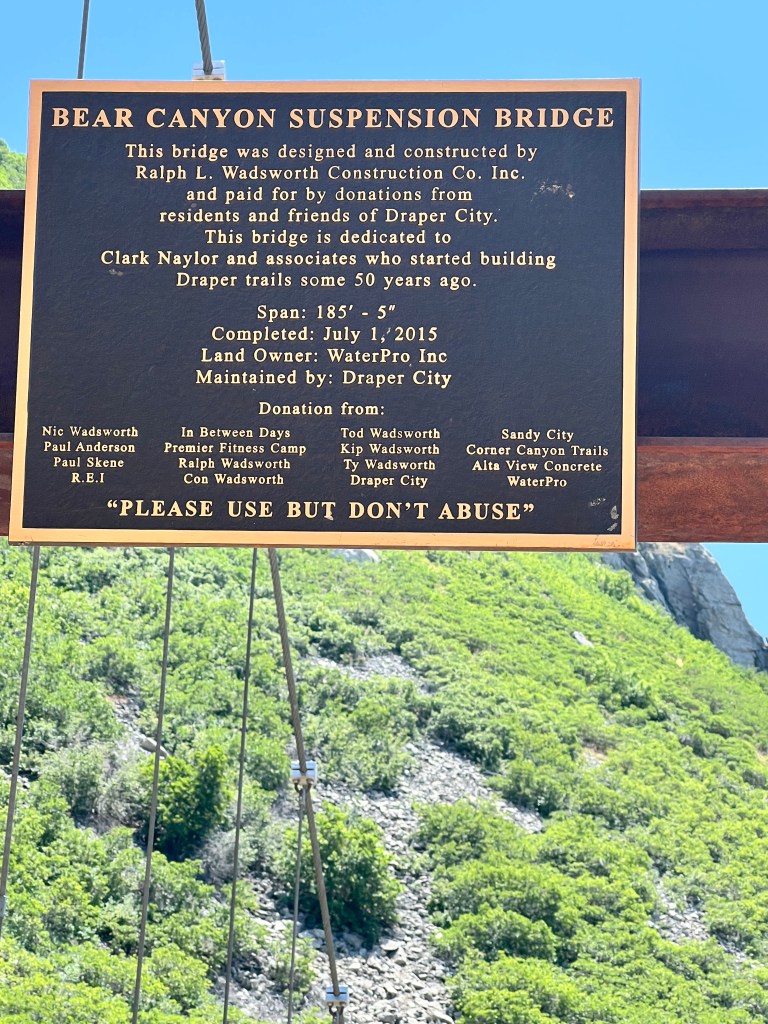 BEAR CANYON SUSPENSION BRIDGE
This bridge was designed and constructed by
Ralph L. Wadsworth Construction Co. Inc.
and paid for by donations from
residents and friends of Draper City.
This bridge is dedicated to
Clark Naylor and associates who started building
Draper trails some 50 years ago.
Span: 185' - 5"
Completed: July 1, 2015
Land Owner: WaterPro Inc
Maintained by: Draper City
Donation from:
Nic Wadsworth
Paul Anderson
Paul Skene
R.E.I
In Between Days
Premier Fitness Camp
Ralph Wadsworth
Con Wadsworth
Tod Wadsworth
Kip Wadsworth
Ty Wadsworth
Draper City
Sandy City
Corner Canyon Trails
Alta View Concrete
WaterPro
“PLEASE USE BUT DON’T ABUSE”